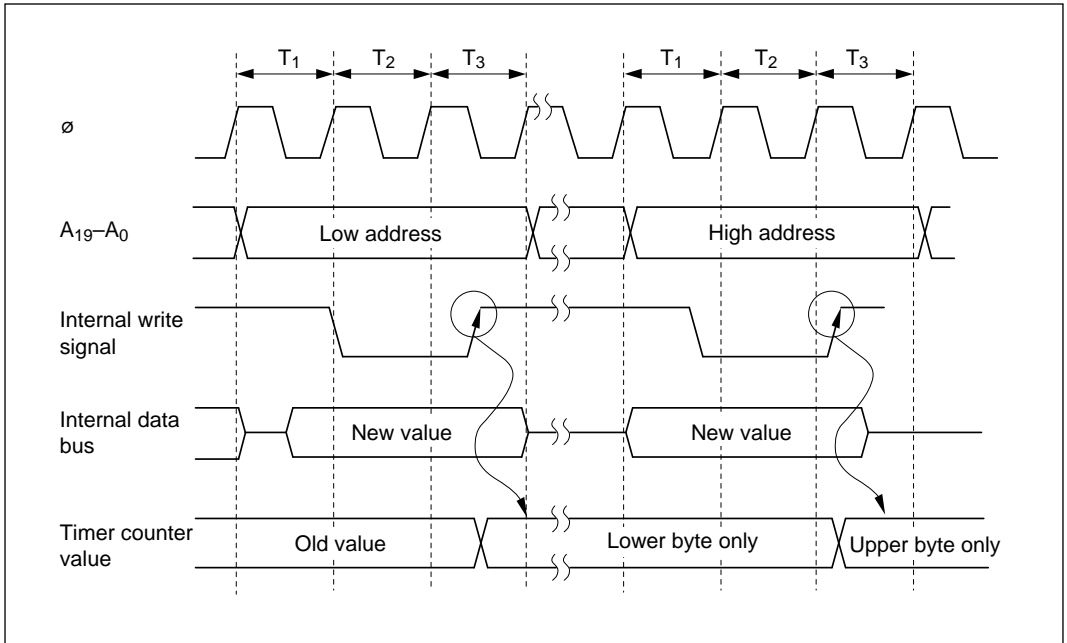 T1 T2 T3 T1 T2 T3
ø
A19–A0
Low address
High address
Internal write
signal
Internal data
bus
New value
New value
Timer counter
value
Old value
Lower byte only
Upper byte only